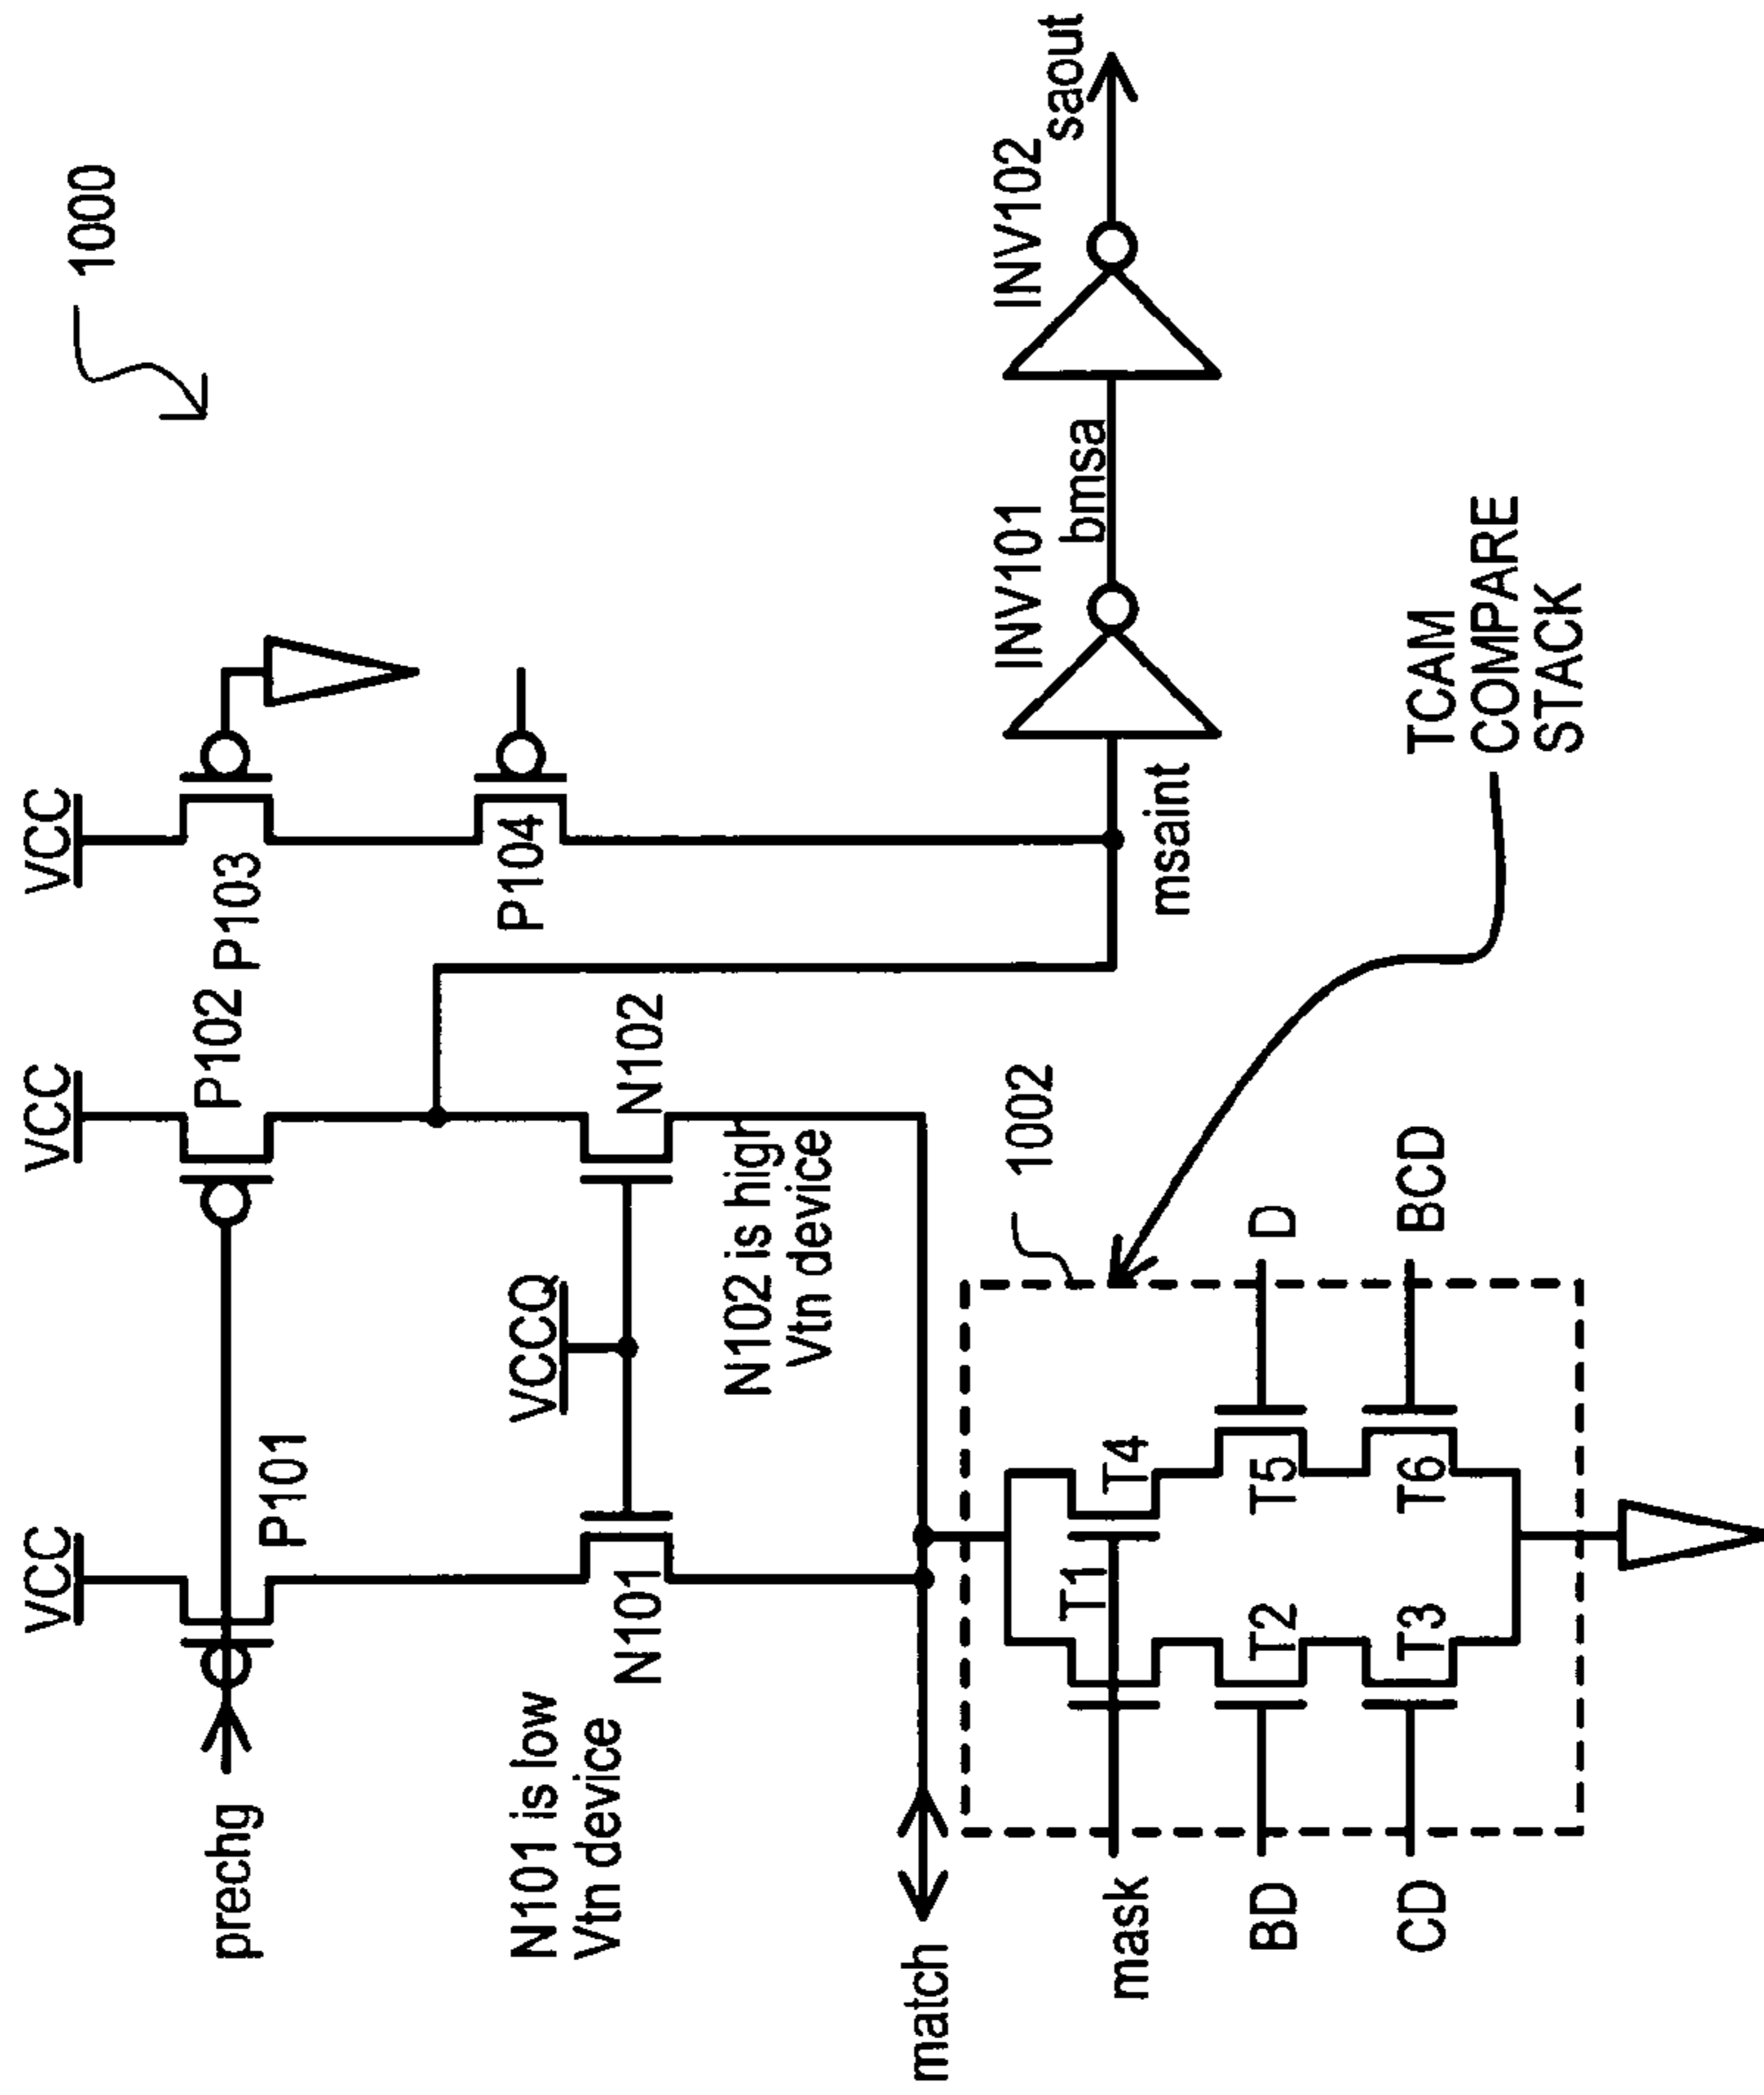 1000
VCC
VCC
VCC
prechg
P101
P102
P103
P104
N101 is low
Vtn device
VCCQ
N101
N102
N102 is high
Vtn device
match
msaint
INV101
bmsa
INV102
saout
1002
TCAM
COMPARE
STACK
mask
T1
T4
BD
T2
T5
D
CD
T3
T6
BCD